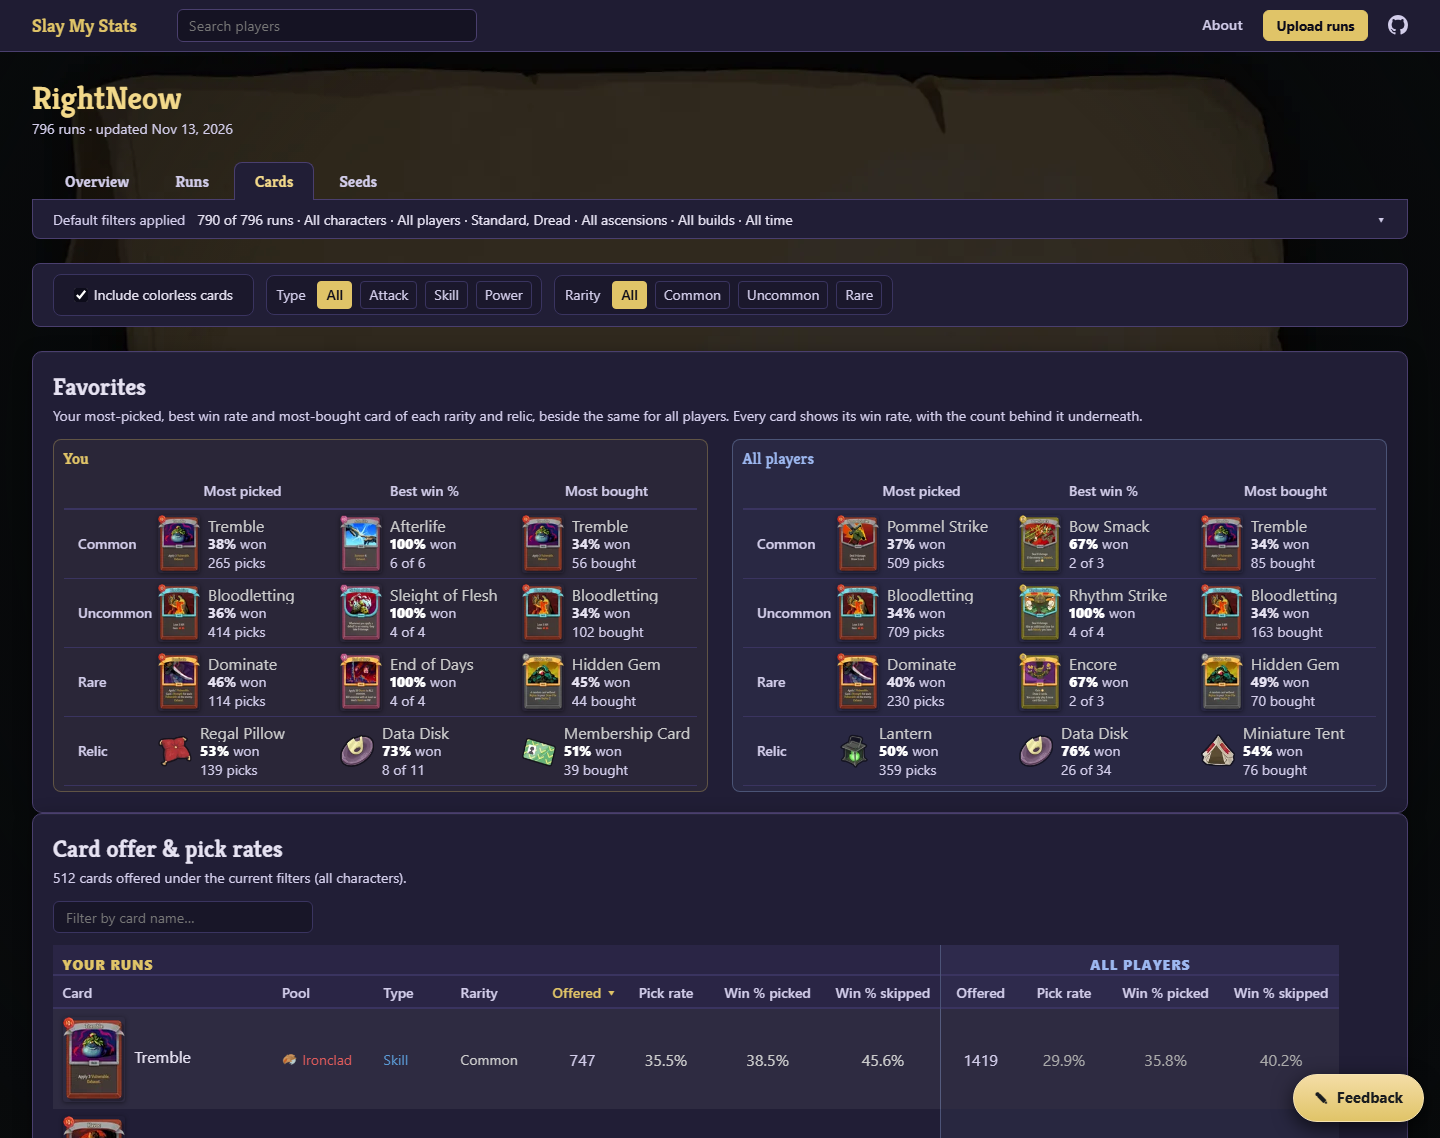 Slay My Stats
Search players
About
Upload runs
RightNeow
796 runs · updated Nov 13, 2026
Overview Runs Cards Seeds
Default filters applied 790 of 796 runs · All characters · All players · Standard, Dread · All ascensions · All builds · All time
Include colorless cards
Type All Attack Skill Power
Rarity All Common Uncommon Rare
Favorites
Your most-picked, best win rate and most-bought card of each rarity and relic, beside the same for all players. Every card shows its win rate, with the count behind it underneath.
You
Most picked Best win % Most bought
Common
Tremble
38% won
265 picks
Afterlife
100% won
6 of 6
Tremble
34% won
56 bought
Uncommon
Bloodletting
36% won
414 picks
Sleight of Flesh
100% won
4 of 4
Bloodletting
34% won
102 bought
Rare
Dominate
46% won
114 picks
End of Days
100% won
4 of 4
Hidden Gem
45% won
44 bought
Relic
Regal Pillow
53% won
139 picks
Data Disk
73% won
8 of 11
Membership Card
51% won
39 bought
All players
Most picked Best win % Most bought
Common
Pommel Strike
37% won
509 picks
Bow Smack
67% won
2 of 3
Tremble
34% won
85 bought
Uncommon
Bloodletting
34% won
709 picks
Rhythm Strike
100% won
4 of 4
Bloodletting
34% won
163 bought
Rare
Dominate
40% won
230 picks
Encore
67% won
2 of 3
Hidden Gem
49% won
70 bought
Relic
Lantern
50% won
359 picks
Data Disk
76% won
26 of 34
Miniature Tent
54% won
76 bought
Card offer & pick rates
512 cards offered under the current filters (all characters).
Filter by card name...
YOUR RUNS ALL PLAYERS
Card Pool Type Rarity Offered Pick rate Win % picked Win % skipped Offered Pick rate Win % picked Win % skipped
Tremble Ironclad Skill Common 747 35.5% 38.5% 45.6% 1419 29.9% 35.8% 40.2%
Feedback